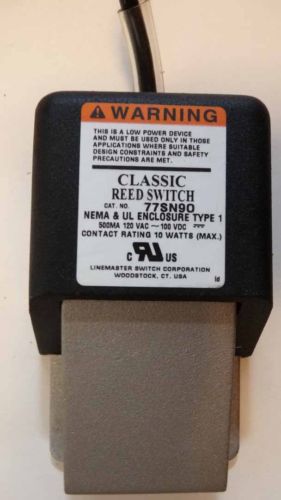 WARNING
THIS IS A LOW POWER DEVICE
AND MUST BE USED ONLY IN THOSE
APPLICATIONS WHERE SUITABLE
DESIGN CONSTRAINTS AND SAFETY
PRECAUTIONS ARE MET.
CLASSIC
REED SWITCH
CAT. NO. 77SN90
NEMA & UL ENCLOSURE TYPE 1
500MA 120 VAC ~ 100 VDC ⎓
CONTACT RATING 10 WATTS (MAX.)
C UR US
LINEMASTER SWITCH CORPORATION
WOODSTOCK, CT. USA
ld